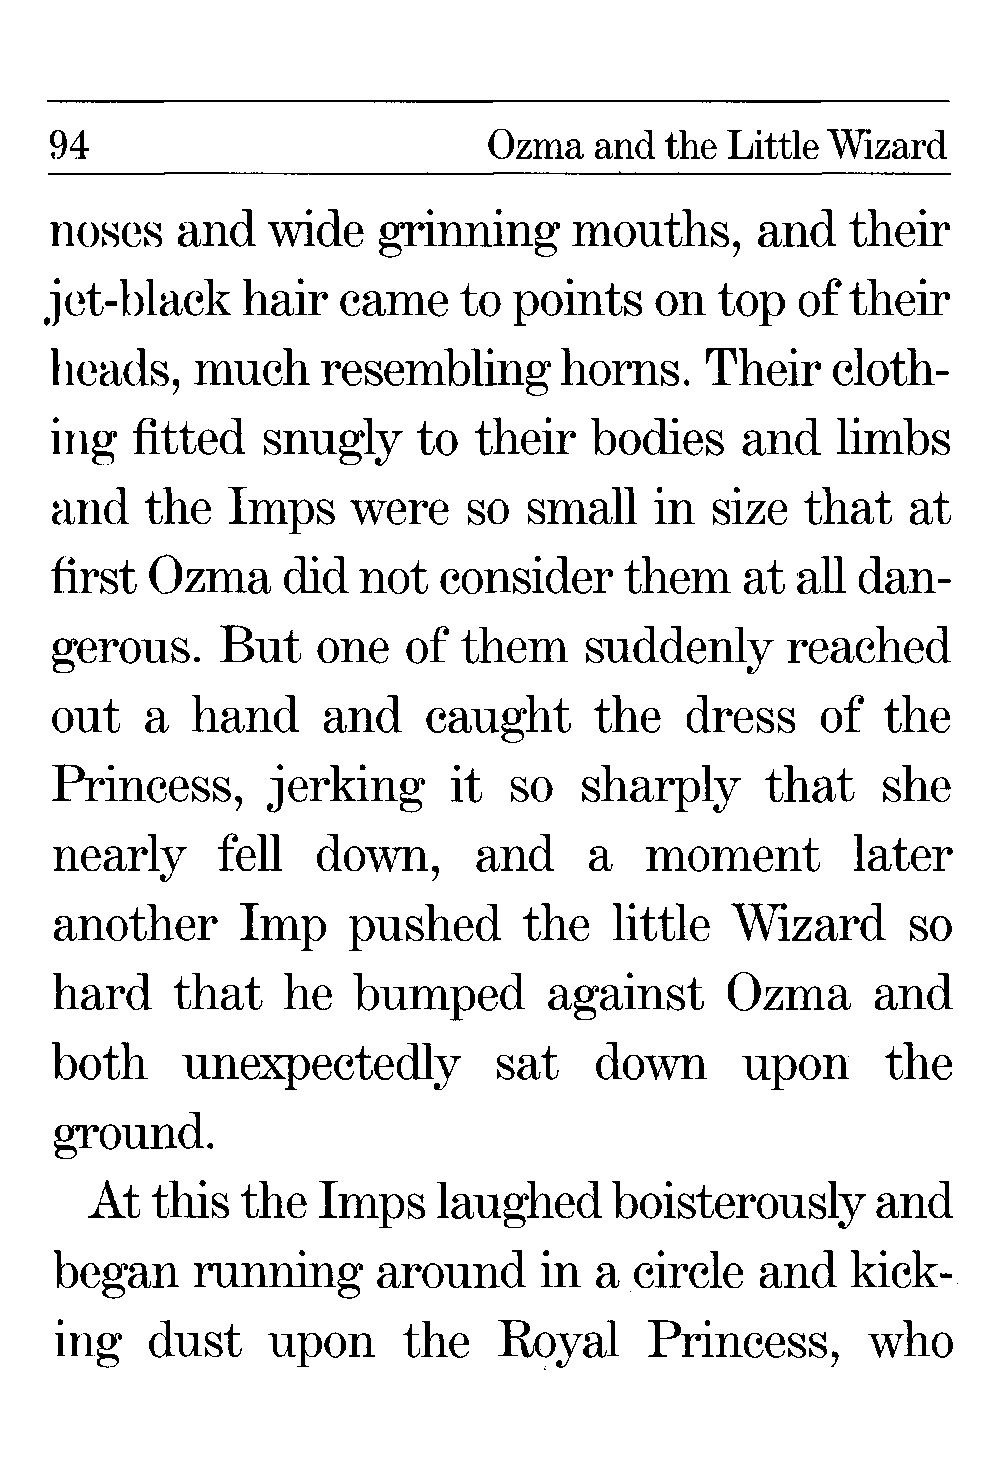 94 Ozma and the Little Wizard
noses and wide grinning mouths, and their
jet-black hair came to points on top of their
heads, much resembling horns. Their cloth-
ing fitted snugly to their bodies and limbs
and the Imps were so small in size that at
first Ozma did not consider them at all dan-
gerous. But one of them suddenly reached
out a hand and caught the dress of the
Princess, jerking it so sharply that she
nearly fell down, and a moment later
another Imp pushed the little Wizard so
hard that he bumped against Ozma and
both unexpectedly sat down upon the
ground.
At this the Imps laughed boisterously and
began running around in a circle and kick-
ing dust upon the Royal Princess, who